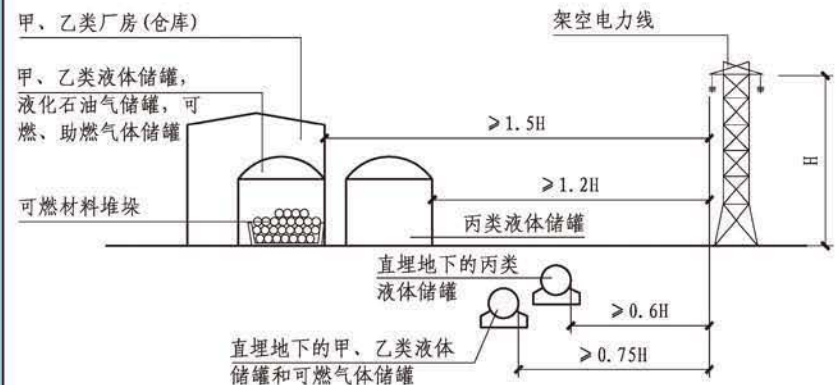 甲、乙类厂房(仓库)
架空电力线
甲、乙类液体储罐,
液化石油气储罐, 可
燃、助燃气体储罐
≥1.5H
H
≥1.2H
可燃材料堆垛
丙类液体储罐
直埋地下的丙类
液体储罐
≥0.6H
直埋地下的甲、乙类液体
储罐和可燃气体储罐
≥0.75H